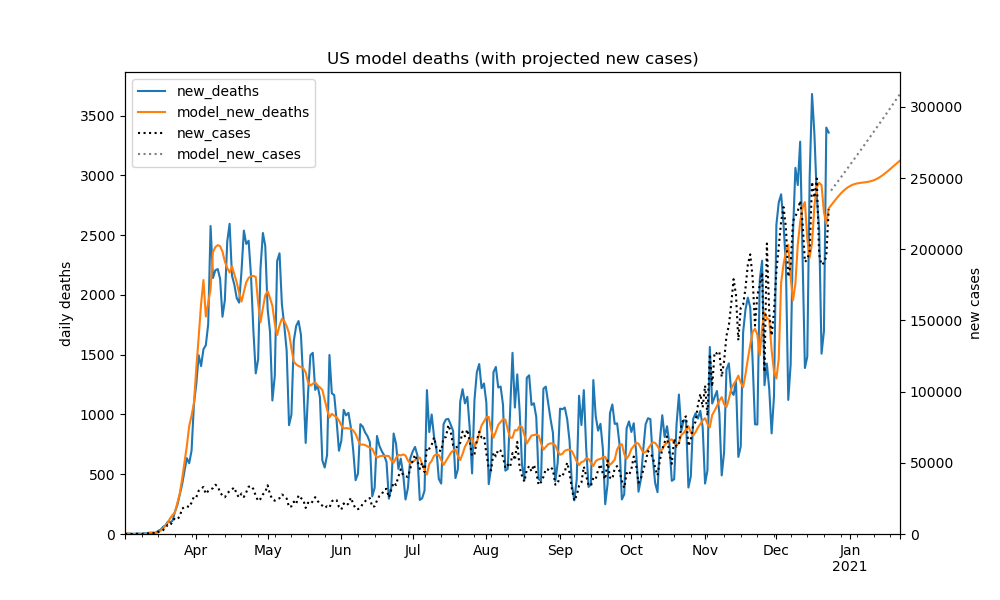 US model deaths (with projected new cases)
new_deaths
model_new_deaths
new_cases
model_new_cases
daily deaths
3500
3000
2500
2000
1500
1000
500
0
300000
250000
200000
150000
100000
50000
0
new cases
Apr
May
Jun
Jul
Aug
Sep
Oct
Nov
Dec
Jan
2021